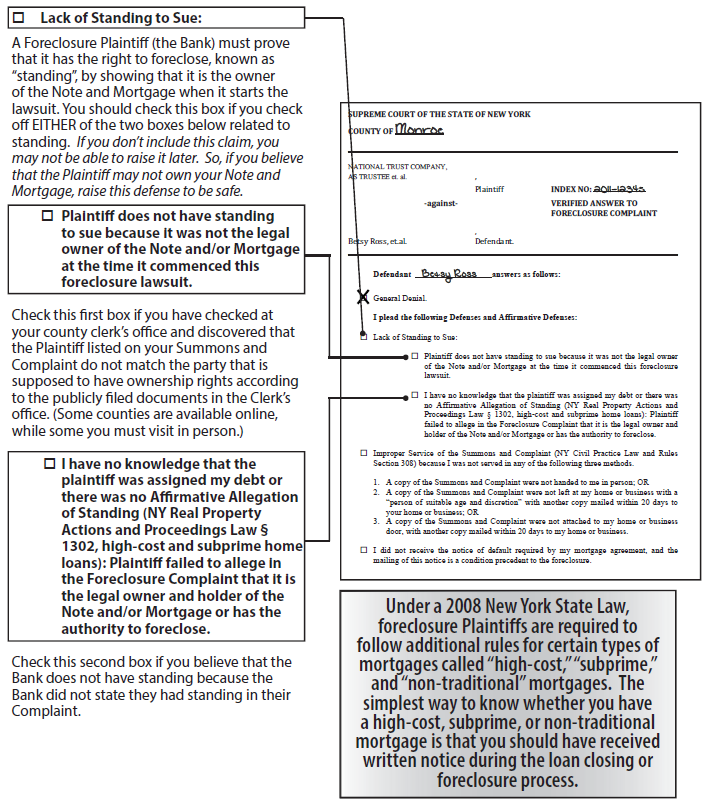 ☐ Lack of Standing to Sue:
A Foreclosure Plaintiff (the Bank) must prove
that it has the right to foreclose, known as
“standing”, by showing that it is the owner
of the Note and Mortgage when it starts the
lawsuit. You should check this box if you check
off EITHER of the two boxes below related to
standing. If you don’t include this claim, you
may not be able to raise it later. So, if you believe
that the Plaintiff may not own your Note and
Mortgage, raise this defense to be safe.
☐ Plaintiff does not have standing
to sue because it was not the legal
owner of the Note and/or Mortgage
at the time it commenced this
foreclosure lawsuit.
Check this first box if you have checked at
your county clerk’s office and discovered that
the Plaintiff listed on your Summons and
Complaint do not match the party that is
supposed to have ownership rights according
to the publicly filed documents in the Clerk’s
office. (Some counties are available online,
while some you must visit in person.)
☐ I have no knowledge that the
plaintiff was assigned my debt or
there was no Affirmative Allegation
of Standing (NY Real Property
Actions and Proceedings Law §
1302, high-cost and subprime home
loans): Plaintiff failed to allege in
the Foreclosure Complaint that it is
the legal owner and holder of the
Note and/or Mortgage or has the
authority to foreclose.
Check this second box if you believe that the
Bank does not have standing because the
Bank did not state they had standing in their
Complaint.
SUPREME COURT OF THE STATE OF NEW YORK
COUNTY OF Monroe
NATIONAL TRUST COMPANY,
AS TRUSTEE et. al. ,
Plaintiff INDEX NO: 2011-12345
-against- VERIFIED ANSWER TO
FORECLOSURE COMPLAINT
,
Betsy Ross, et.al. Defendant.
Defendant Betsy Ross answers as follows:
☒ General Denial.
I plead the following Defenses and Affirmative Defenses:
☐ Lack of Standing to Sue:
☐ Plaintiff does not have standing to sue because it was not the legal owner
of the Note and/or Mortgage at the time it commenced this foreclosure
lawsuit.
☐ I have no knowledge that the plaintiff was assigned my debt or there was
no Affirmative Allegation of Standing (NY Real Property Actions and
Proceedings Law § 1302, high-cost and subprime home loans): Plaintiff
failed to allege in the Foreclosure Complaint that it is the legal owner and
holder of the Note and/or Mortgage or has the authority to foreclose.
☐ Improper Service of the Summons and Complaint (NY Civil Practice Law and Rules
Section 308) because I was not served in any of the following three methods.
1. A copy of the Summons and Complaint were not handed to me in person; OR
2. A copy of the Summons and Complaint were not left at my home or business with a
“person of suitable age and discretion” with another copy mailed within 20 days to
your home or business; OR
3. A copy of the Summons and Complaint were not attached to my home or business
door, with another copy mailed within 20 days to my home or business.
☐ I did not receive the notice of default required by my mortgage agreement, and the
mailing of this notice is a condition precedent to the foreclosure.
Under a 2008 New York State Law,
foreclosure Plaintiffs are required to
follow additional rules for certain types of
mortgages called “high-cost,” “subprime,”
and “non-traditional” mortgages. The
simplest way to know whether you have
a high-cost, subprime, or non-traditional
mortgage is that you should have received
written notice during the loan closing or
foreclosure process.